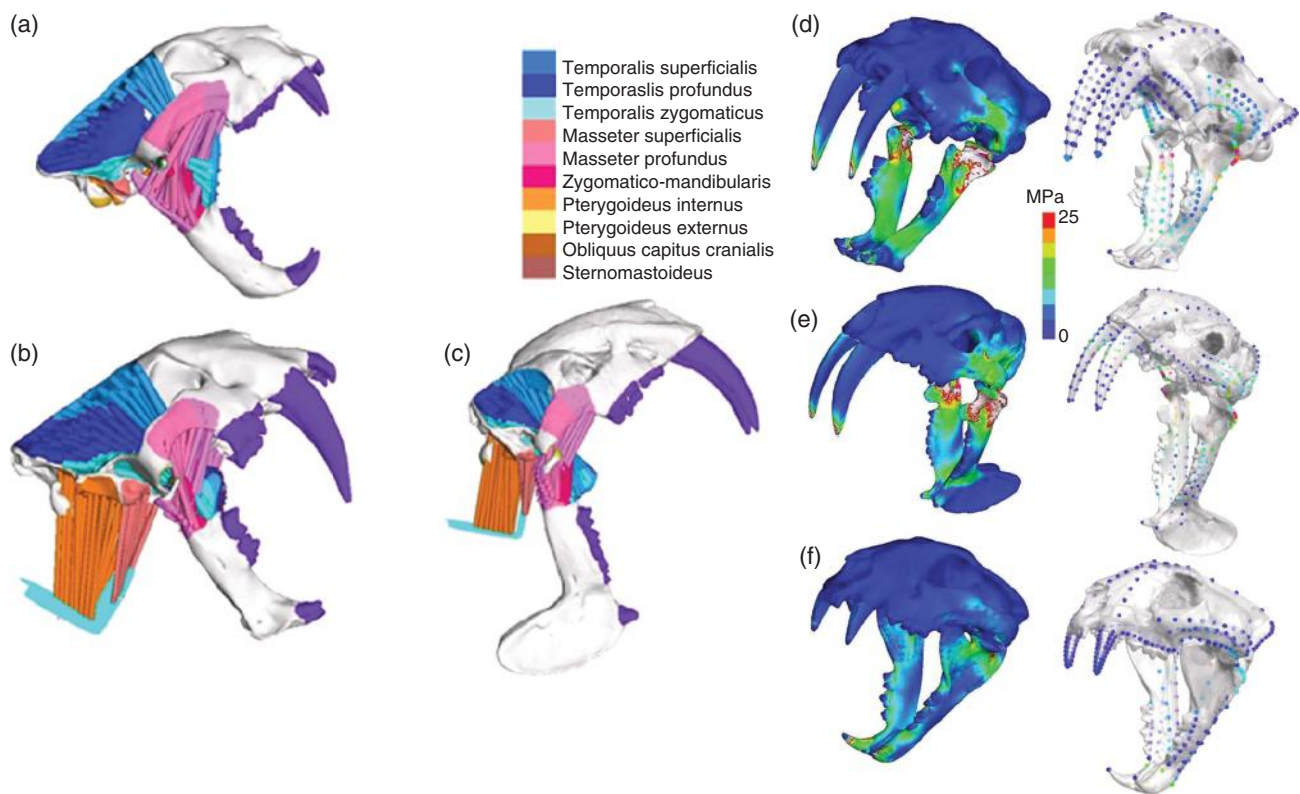 (a)
Temporalis superficialis
Temporaslis profundus
Temporalis zygomaticus
Masseter superficialis
Masseter profundus
Zygomatico-mandibularis
Pterygoideus internus
Pterygoideus externus
Obliquus capitus cranialis
Sternomastoideus
(b)
(c)
(d)
MPa
25
0
(e)
(f)